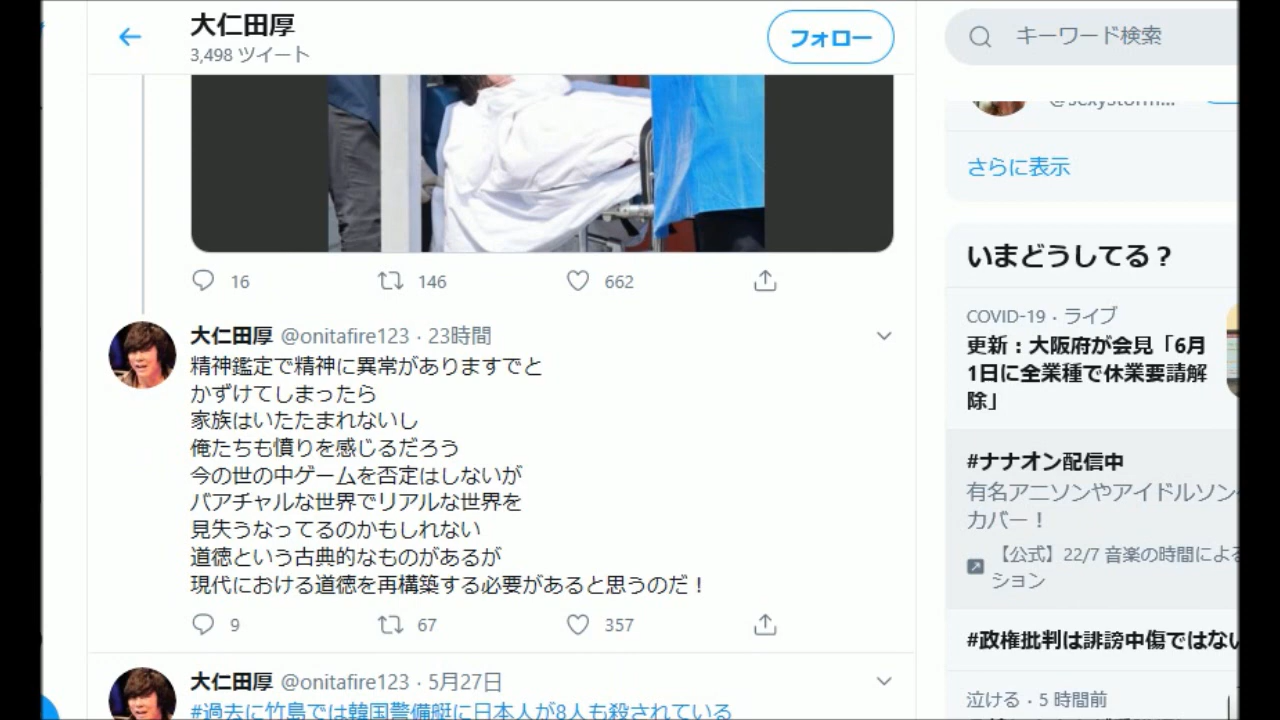 大仁田厚
3,498 ツイート
フォロー
キーワード検索
さらに表示
16 146 662
大仁田厚 @onitafire123 · 23時間
精神鑑定で精神に異常がありますでと
かずけてしまったら
家族はいたたまれないし
俺たちも憤りを感じるだろう
今の世の中ゲームを否定はしないが
バアチャルな世界でリアルな世界を
見失うなってるのかもしれない
道徳という古典的なものがあるが
現代における道徳を再構築する必要があると思うのだ！
9 67 357
大仁田厚 @onitafire123 · 5月27日
#過去に竹島では韓国警備艇に日本人が8人も殺されている
いまどうしてる？
COVID-19 · ライブ
更新：大阪府が会見「6月
1日に全業種で休業要請解
除」
#ナナオン配信中
有名アニソンやアイドルソン
カバー！
【公式】22/7 音楽の時間による
ション
#政権批判は誹謗中傷ではない
泣ける · 5 時間前